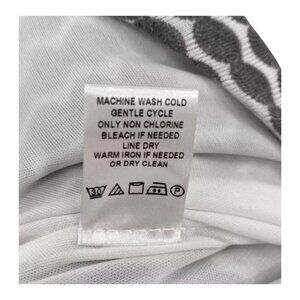 MACHINE WASH COLD
GENTLE CYCLE
ONLY NON CHLORINE
BLEACH IF NEEDED
LINE DRY
WARM IRON IF NEEDED
OR DRY CLEAN
30 P